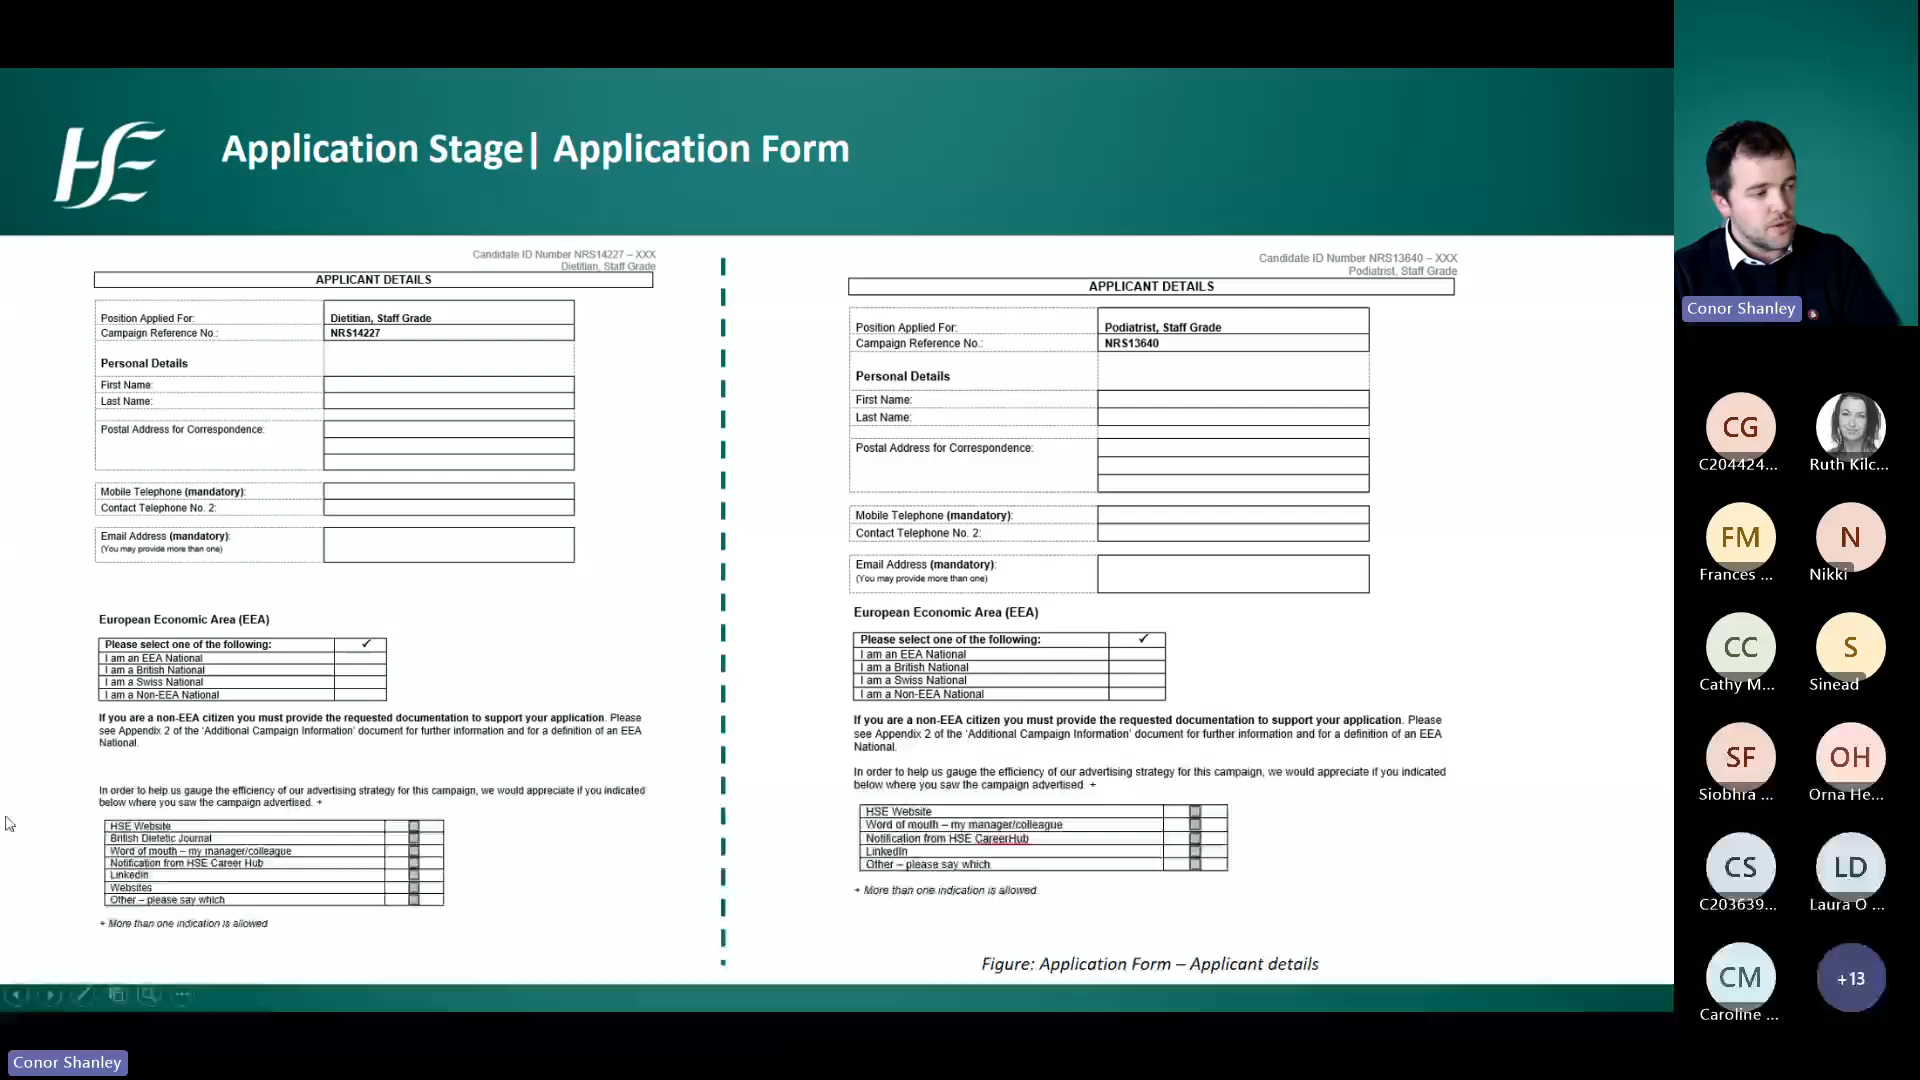 HSE
Application Stage| Application Form
Candidate ID Number NRS14227 – XXX
Dietitian, Staff Grade
APPLICANT DETAILS
Position Applied For:
Dietitian, Staff Grade
Campaign Reference No.:
NRS14227
Personal Details
First Name:
Last Name:
Postal Address for Correspondence:
Mobile Telephone (mandatory):
Contact Telephone No. 2:
Email Address (mandatory):
(You may provide more than one)
European Economic Area (EEA)
Please select one of the following: ✓
I am an EEA National
I am a British National
I am a Swiss National
I am a Non-EEA National
If you are a non-EEA citizen you must provide the requested documentation to support your application. Please
see Appendix 2 of the ‘Additional Campaign Information’ document for further information and for a definition of an EEA
National.
In order to help us gauge the efficiency of our advertising strategy for this campaign, we would appreciate if you indicated
below where you saw the campaign advertised. +
HSE Website
British Dietetic Journal
Word of mouth – my manager/colleague
Notification from HSE Career Hub
LinkedIn
Websites
Other – please say which
+ More than one indication is allowed
Candidate ID Number NRS13640 – XXX
Podiatrist, Staff Grade
APPLICANT DETAILS
Position Applied For:
Podiatrist, Staff Grade
Campaign Reference No.:
NRS13640
Personal Details
First Name:
Last Name:
Postal Address for Correspondence:
Mobile Telephone (mandatory):
Contact Telephone No. 2:
Email Address (mandatory):
(You may provide more than one)
European Economic Area (EEA)
Please select one of the following: ✓
I am an EEA National
I am a British National
I am a Swiss National
I am a Non-EEA National
If you are a non-EEA citizen you must provide the requested documentation to support your application. Please
see Appendix 2 of the ‘Additional Campaign Information’ document for further information and for a definition of an EEA
National.
In order to help us gauge the efficiency of our advertising strategy for this campaign, we would appreciate if you indicated
below where you saw the campaign advertised. +
HSE Website
Word of mouth – my manager/colleague
Notification from HSE CareerHub
LinkedIn
Other – please say which
+ More than one indication is allowed
Figure: Application Form – Applicant details
Conor Shanley
CG
C204424...
Ruth Kilc...
FM
Frances ...
N
Nikki
CC
Cathy M...
S
Sinead
SF
Siobhra ...
OH
Orna He...
CS
C203639...
LD
Laura O ...
CM
Caroline ...
+13
Conor Shanley